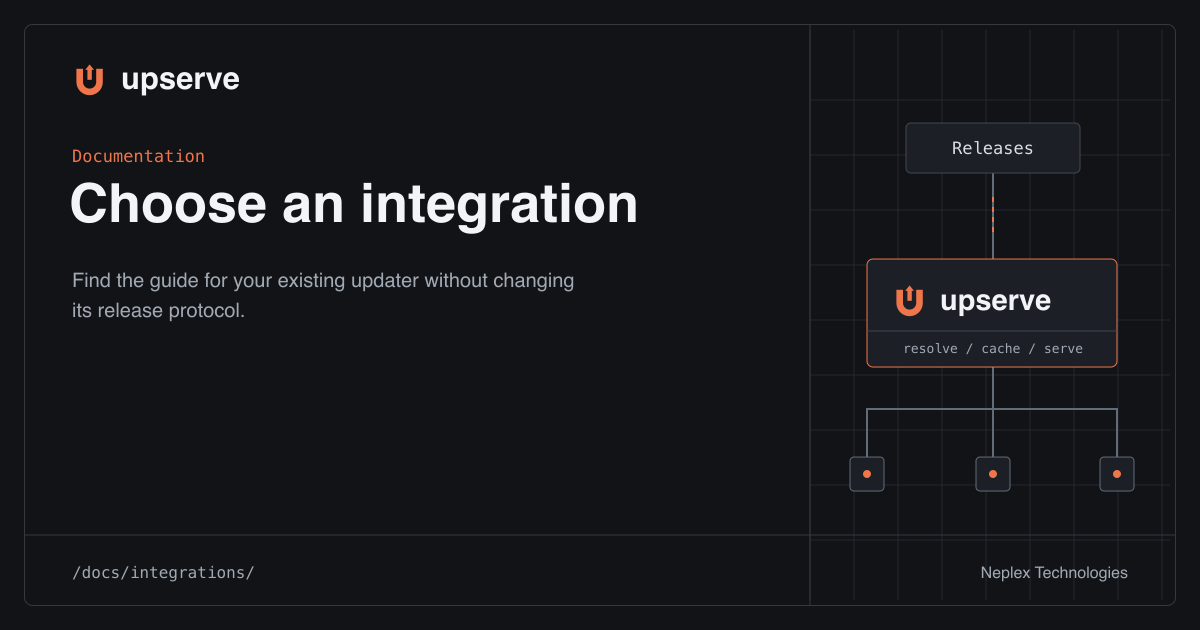 upserve
Documentation
Choose an integration
Find the guide for your existing updater without changing
its release protocol.
Releases
upserve
resolve / cache / serve
/docs/integrations/
Neplex Technologies